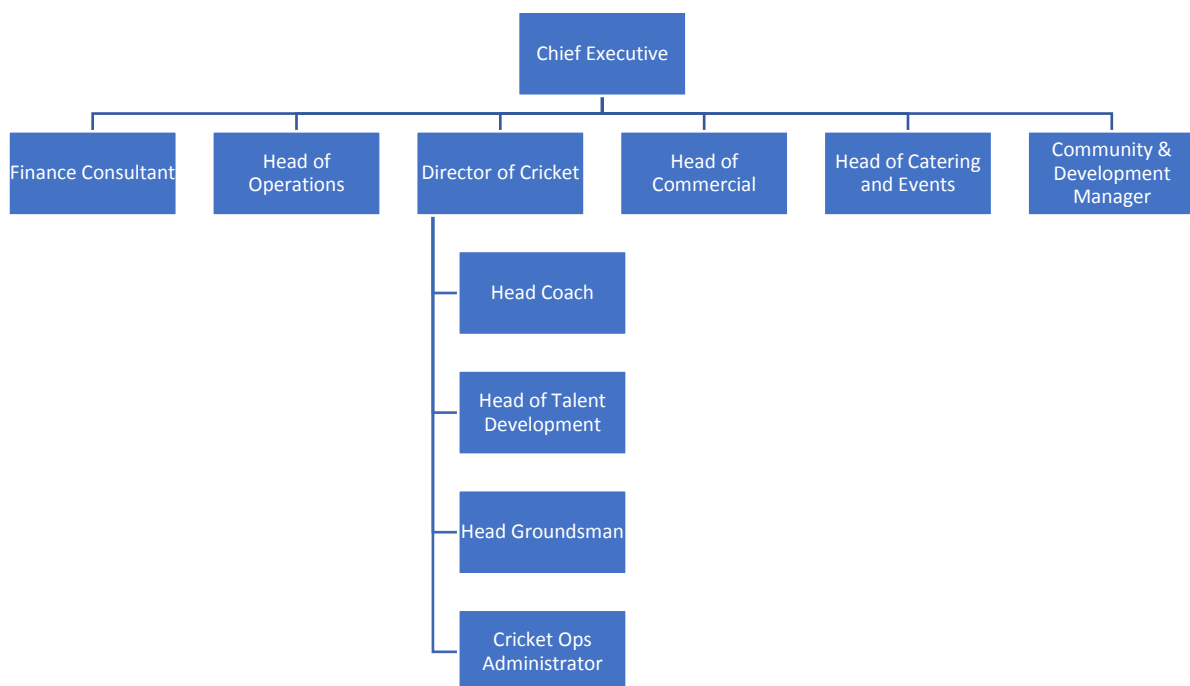 Chief Executive
Finance Consultant
Head of
Operations
Director of Cricket
Head of
Commercial
Head of Catering
and Events
Community &
Development
Manager
Head Coach
Head of Talent
Development
Head Groundsman
Cricket Ops
Administrator